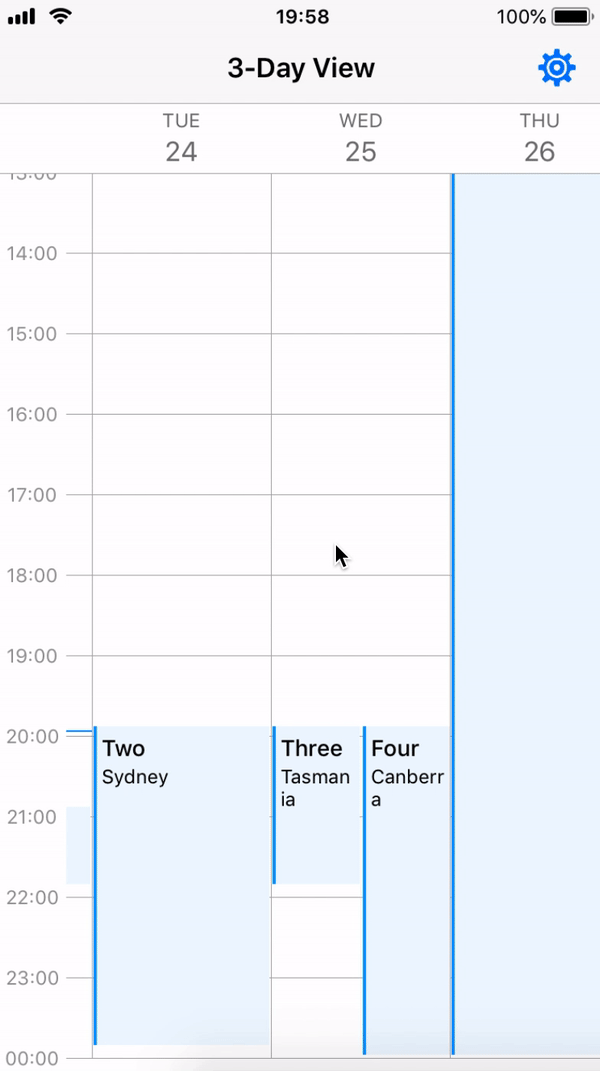 19:58
100%
3-Day View
TUE
WED
THU
24
25
26
14:00
15:00
16:00
17:00
18:00
19:00
20:00
Two
Sydney
Three
Tasman
ia
Four
Canberr
a
21:00
22:00
23:00
00:00